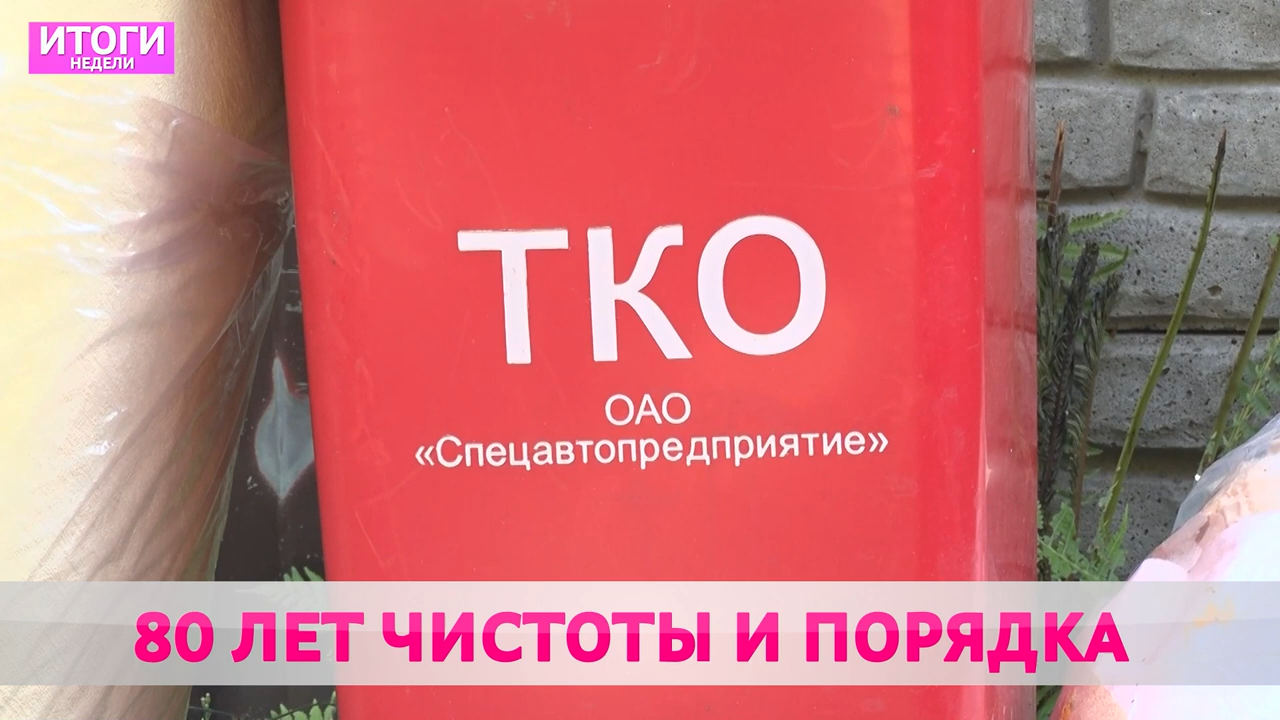 ИТОГИ
НЕДЕЛИ
ТКО
ОАО
«Спецавтопредприятие»
80 ЛЕТ ЧИСТОТЫ И ПОРЯДКА